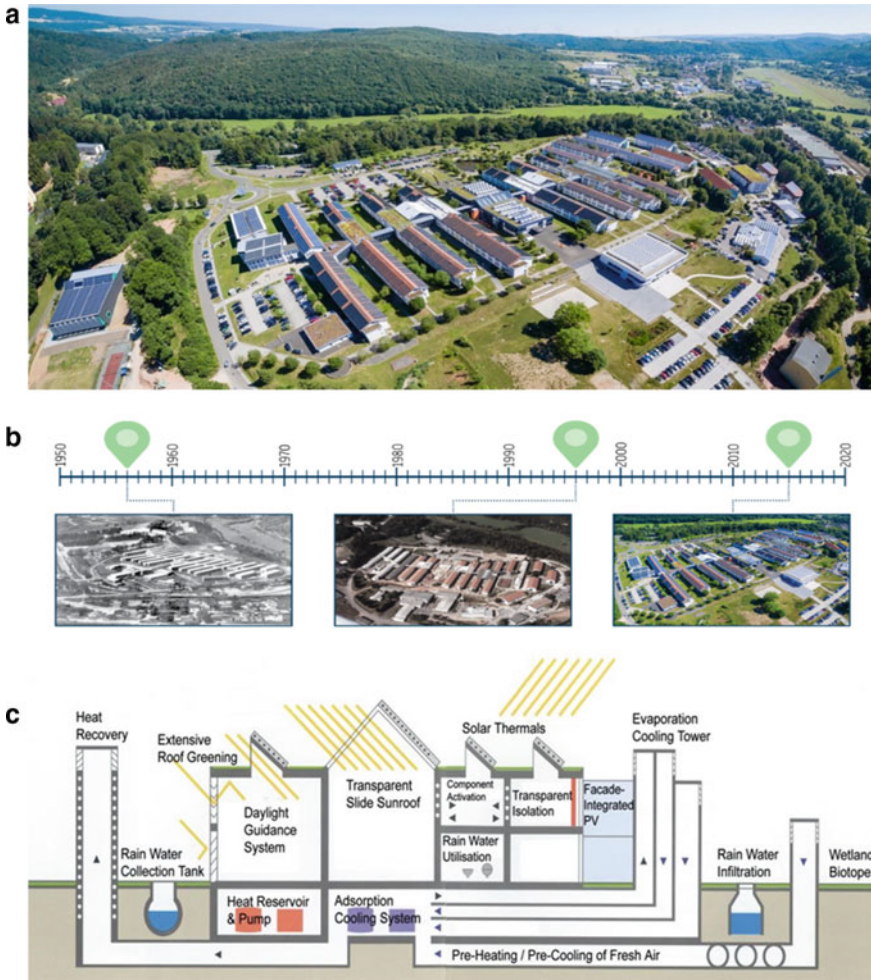 a
b
1950
1960
1970
1980
1990
2000
2010
2020
c
Heat
Recovery
Extensive
Roof Greening
Solar Thermals
Evaporation
Cooling Tower
Daylight
Guidance
System
Transparent
Slide Sunroof
Component
Activation
Transparent
Isolation
Facade-
Integrated
PV
Rain Water
Collection Tank
Rain Water
Utilisation
Rain Water
Infiltration
Wetland
Biotope
Heat Reservoir
& Pump
Adsorption
Cooling System
Pre-Heating / Pre-Cooling of Fresh Air